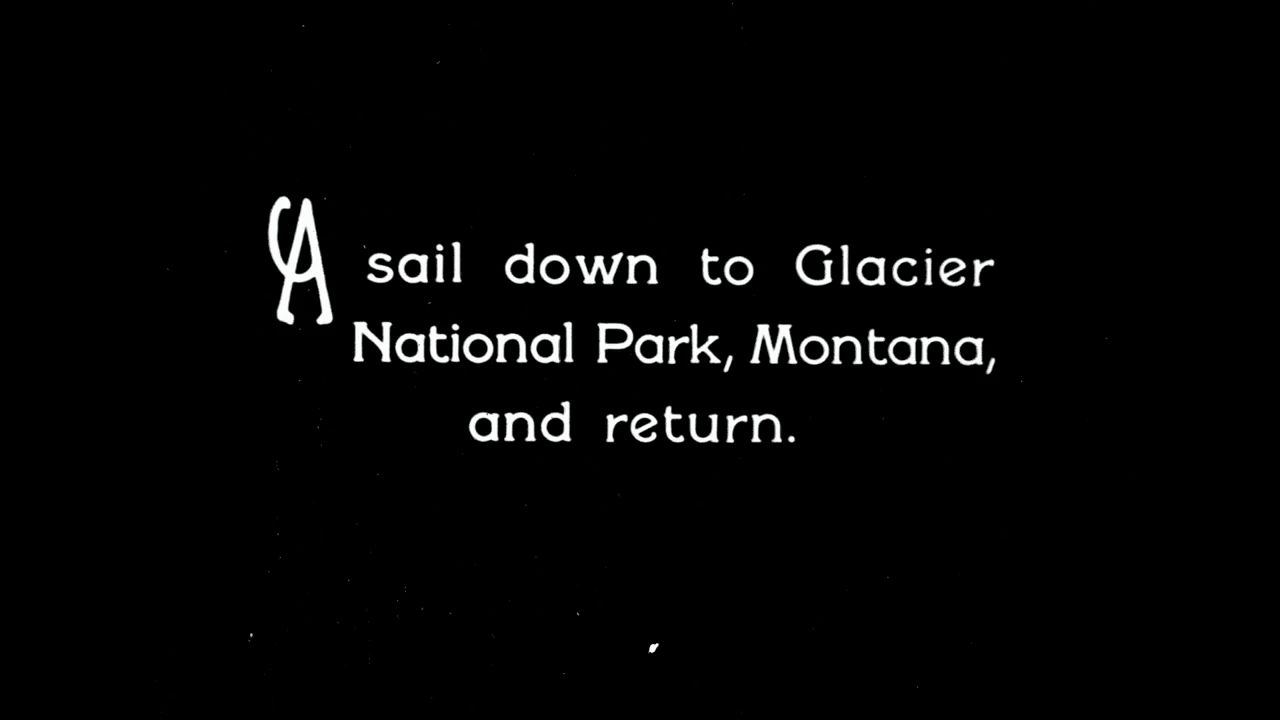 A sail down to Glacier
National Park, Montana,
and return.